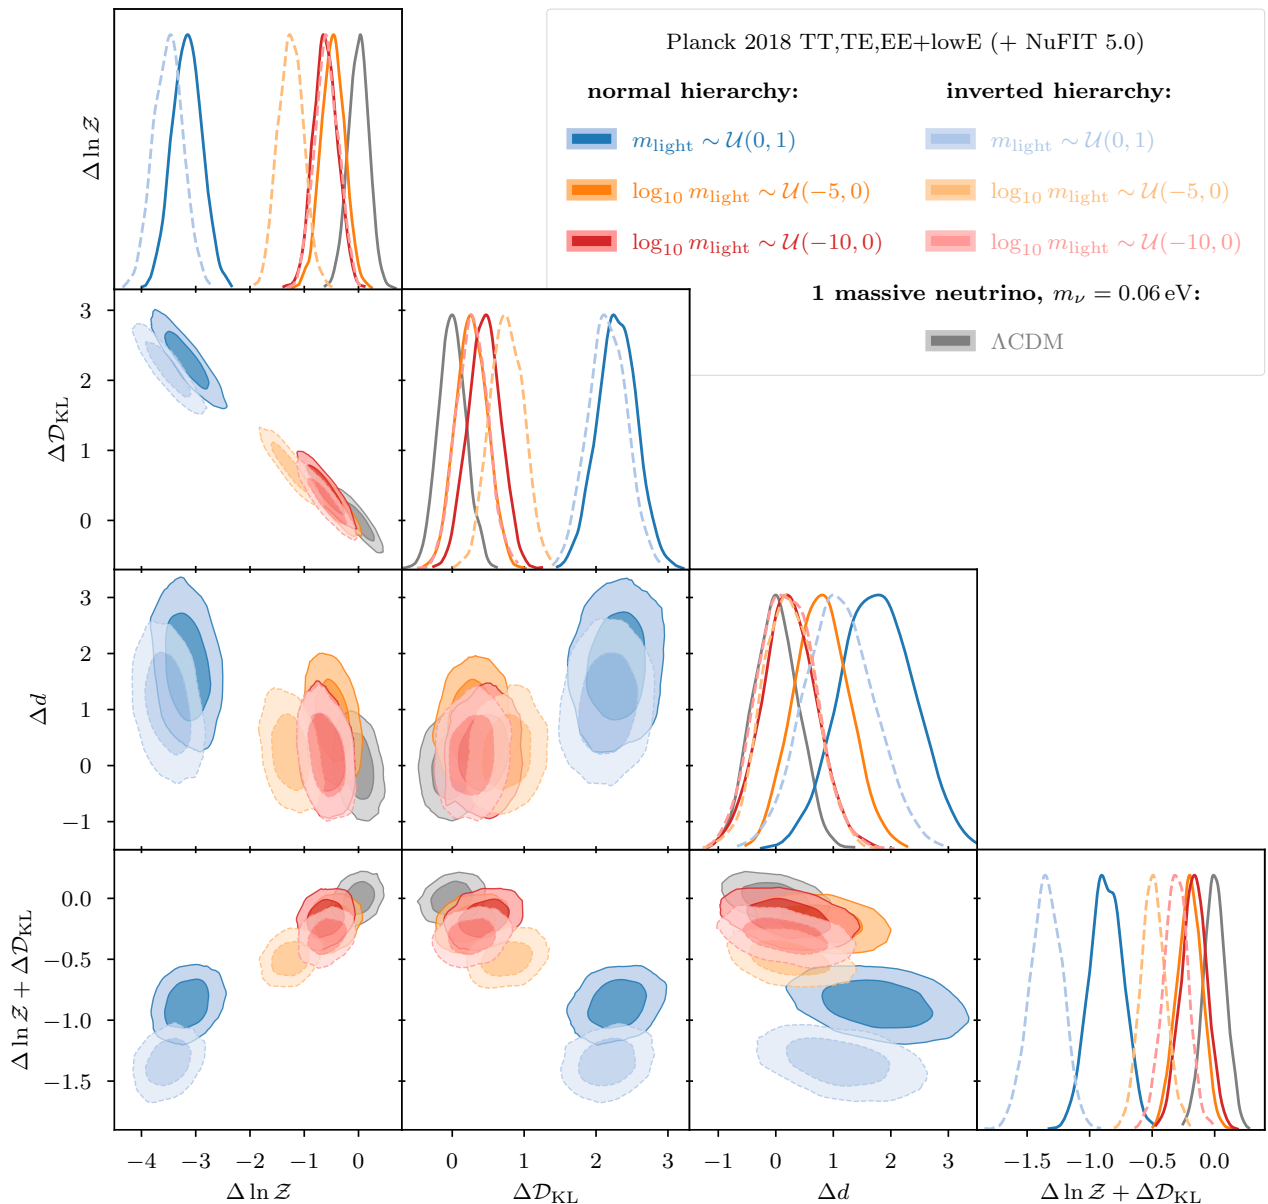 Planck 2018 TT,TE,EE+lowE (+ NuFIT 5.0)
normal hierarchy: inverted hierarchy:
m_light ∼ 𝒰(0, 1) m_light ∼ 𝒰(0, 1)
log₁₀ m_light ∼ 𝒰(−5, 0) log₁₀ m_light ∼ 𝒰(−5, 0)
log₁₀ m_light ∼ 𝒰(−10, 0) log₁₀ m_light ∼ 𝒰(−10, 0)
1 massive neutrino, m_ν = 0.06 eV:
ΛCDM
Δ ln 𝒵
3
2
1
0
Δ𝒟_KL
3
2
1
0
−1
Δd
0.0
−0.5
−1.0
−1.5
Δ ln 𝒵 + Δ𝒟_KL
−4 −3 −2 −1 0 0 1 2 3 −1 0 1 2 3 −1.5 −1.0 −0.5 0.0
Δ ln 𝒵 Δ𝒟_KL Δd Δ ln 𝒵 + Δ𝒟_KL